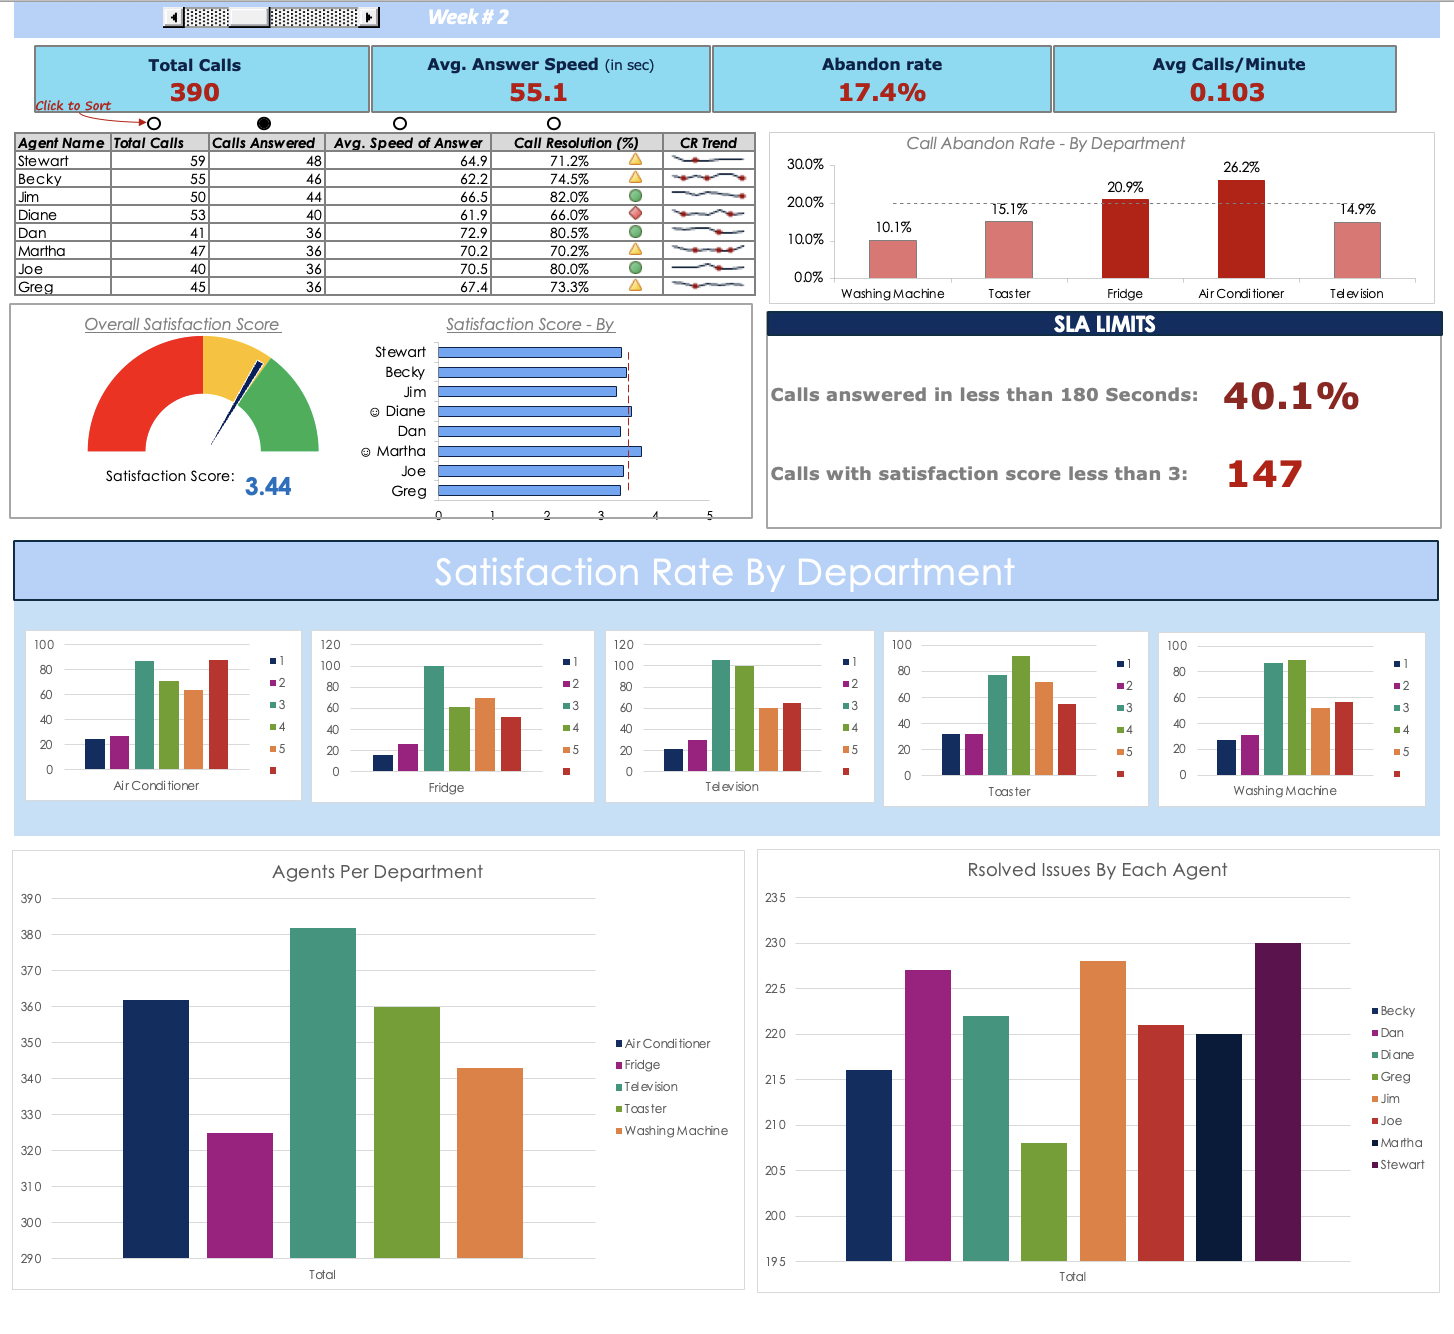 Week # 2
Total Calls
390
Avg. Answer Speed (in sec)
55.1
Abandon rate
17.4%
Avg Calls/Minute
0.103
Click to Sort
Agent Name Total Calls Calls Answered Avg. Speed of Answer Call Resolution (%) CR Trend
Stewart 59 48 64.9 71.2%
Becky 55 46 62.2 74.5%
Jim 50 44 66.5 82.0%
Diane 53 40 61.9 66.0%
Dan 41 36 72.9 80.5%
Martha 47 36 70.2 70.2%
Joe 40 36 70.5 80.0%
Greg 45 36 67.4 73.3%
Call Abandon Rate - By Department
30.0%
20.0%
10.0%
0.0%
10.1% 15.1% 20.9% 26.2% 14.9%
Washing Machine Toaster Fridge Air Conditioner Television
Overall Satisfaction Score
Satisfaction Score: 3.44
Satisfaction Score - By
Stewart
Becky
Jim
☺ Diane
Dan
☺ Martha
Joe
Greg
0 1 2 3 4 5
SLA LIMITS
Calls answered in less than 180 Seconds: 40.1%
Calls with satisfaction score less than 3: 147
Satisfaction Rate By Department
100
80
60
40
20
0
Air Conditioner
1
2
3
4
5
120
100
80
60
40
20
0
Fridge
1
2
3
4
5
120
100
80
60
40
20
0
Television
1
2
3
4
5
100
80
60
40
20
0
Toaster
1
2
3
4
5
100
80
60
40
20
0
Washing Machine
1
2
3
4
5
Agents Per Department
390
380
370
360
350
340
330
320
310
300
290
Total
Air Conditioner
Fridge
Television
Toaster
Washing Machine
Rsolved Issues By Each Agent
235
230
225
220
215
210
205
200
195
Total
Becky
Dan
Diane
Greg
Jim
Joe
Martha
Stewart